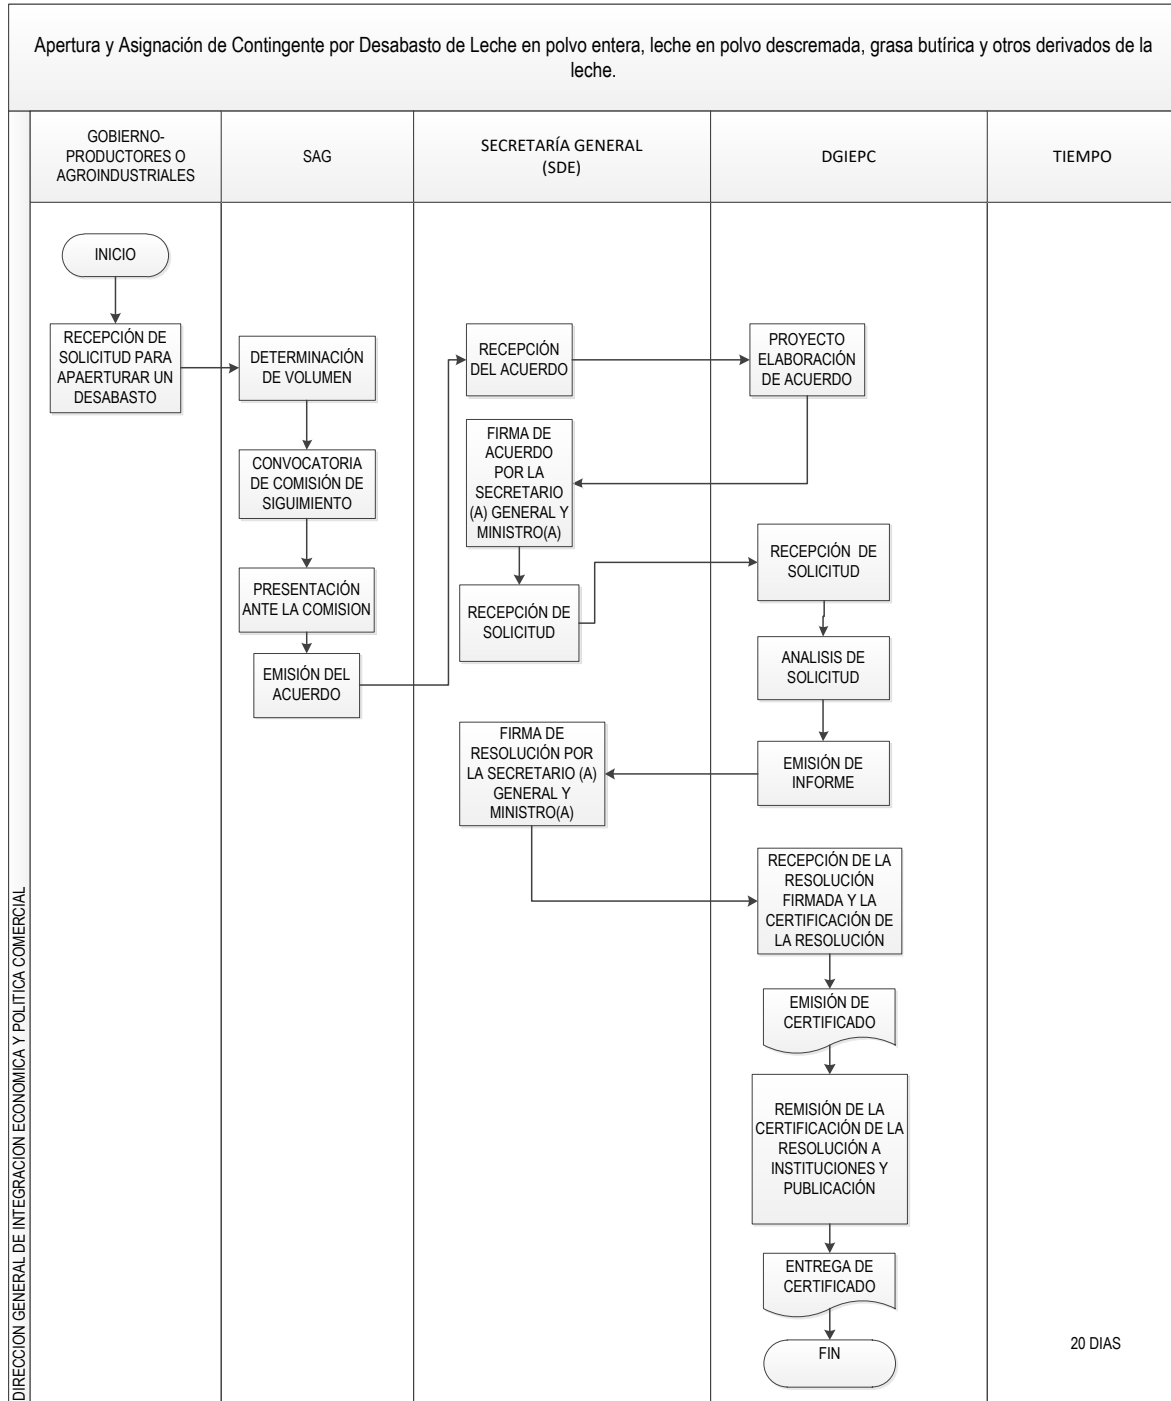 Apertura y Asignación de Contingente por Desabasto de Leche en polvo entera, leche en polvo descremada, grasa butírica y otros derivados de la
leche.
GOBIERNO-
PRODUCTORES O
AGROINDUSTRIALES
SAG
SECRETARÍA GENERAL
(SDE)
DGIEPC
TIEMPO
DIRECCION GENERAL DE INTEGRACION ECONOMICA Y POLITICA COMERCIAL
INICIO
RECEPCIÓN DE
SOLICITUD PARA
APAERTURAR UN
DESABASTO
DETERMINACIÓN
DE VOLUMEN
CONVOCATORIA
DE COMISIÓN DE
SIGUIMIENTO
PRESENTACIÓN
ANTE LA COMISION
EMISIÓN DEL
ACUERDO
RECEPCIÓN
DEL ACUERDO
PROYECTO
ELABORACIÓN
DE ACUERDO
FIRMA DE
ACUERDO
POR LA
SECRETARIO
(A) GENERAL Y
MINISTRO(A)
RECEPCIÓN DE
SOLICITUD
RECEPCIÓN DE
SOLICITUD
ANALISIS DE
SOLICITUD
EMISIÓN DE
INFORME
FIRMA DE
RESOLUCIÓN POR
LA SECRETARIO (A)
GENERAL Y
MINISTRO(A)
RECEPCIÓN DE LA
RESOLUCIÓN
FIRMADA Y LA
CERTIFICACIÓN DE
LA RESOLUCIÓN
EMISIÓN DE
CERTIFICADO
REMISIÓN DE LA
CERTIFICACIÓN DE LA
RESOLUCIÓN A
INSTITUCIONES Y
PUBLICACIÓN
ENTREGA DE
CERTIFICADO
FIN
20 DIAS